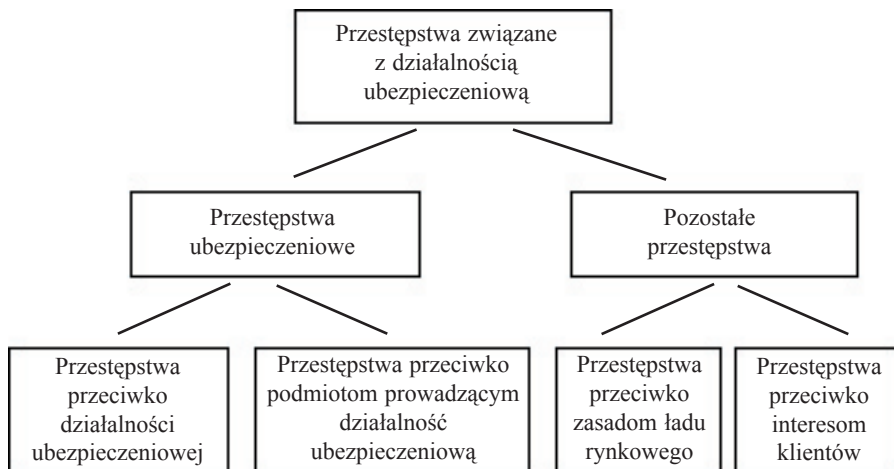 Przestępstwa związane
z działalnością
ubezpieczeniową
Przestępstwa
ubezpieczeniowe
Pozostałe
przestępstwa
Przestępstwa
przeciwko
działalności
ubezpieczeniowej
Przestępstwa przeciwko
podmiotom prowadzącym
działalność
ubezpieczeniową
Przestępstwa
przeciwko
zasadom ładu
rynkowego
Przestępstwa
przeciwko
interesom
klientów